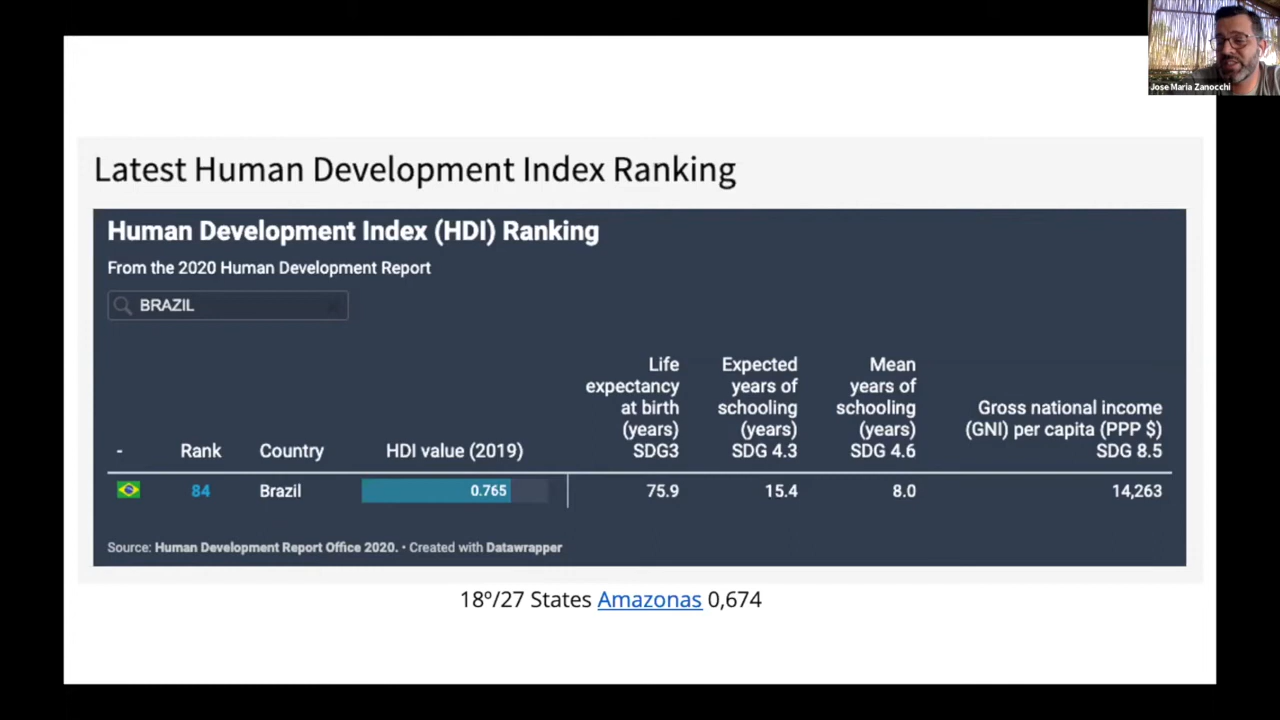 Jose Maria Zanocchi
Latest Human Development Index Ranking
Human Development Index (HDI) Ranking
From the 2020 Human Development Report
BRAZIL
- Rank Country HDI value (2019) Life expectancy at birth (years) SDG3 Expected years of schooling (years) SDG 4.3 Mean years of schooling (years) SDG 4.6 Gross national income (GNI) per capita (PPP $) SDG 8.5
84 Brazil 0.765 75.9 15.4 8.0 14,263
Source: Human Development Report Office 2020. • Created with Datawrapper
18º/27 States Amazonas 0,674